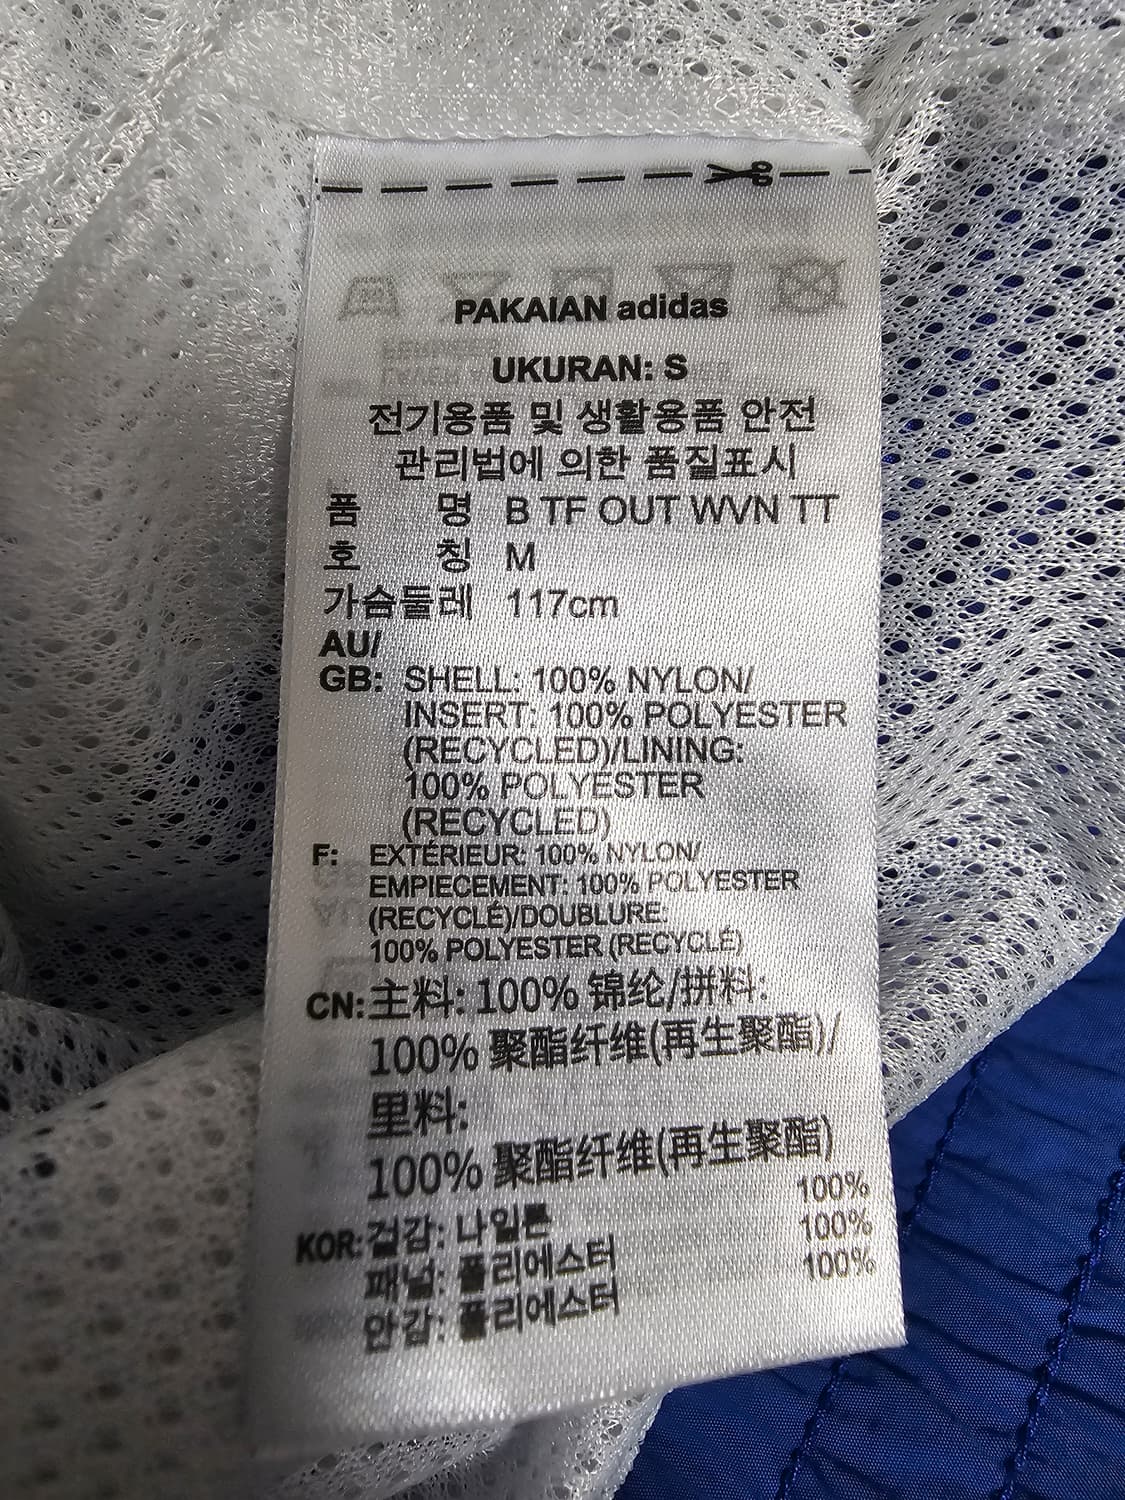 PAKAIAN adidas
UKURAN: S
전기용품 및 생활용품 안전
관리법에 의한 품질표시
품 명 B TF OUT WVN TT
호 칭 M
가슴둘레 117cm
AU/
GB: SHELL: 100% NYLON/
INSERT: 100% POLYESTER
(RECYCLED)/LINING:
100% POLYESTER
(RECYCLED)
F: EXTÉRIEUR: 100% NYLON/
EMPIECEMENT: 100% POLYESTER
(RECYCLÉ)/DOUBLURE:
100% POLYESTER (RECYCLÉ)
CN: 主料: 100% 锦纶/拼料:
100% 聚酯纤维(再生聚酯)/
里料:
100% 聚酯纤维(再生聚酯)
KOR: 겉감: 나일론 100%
패널: 폴리에스터 100%
안감: 폴리에스터 100%